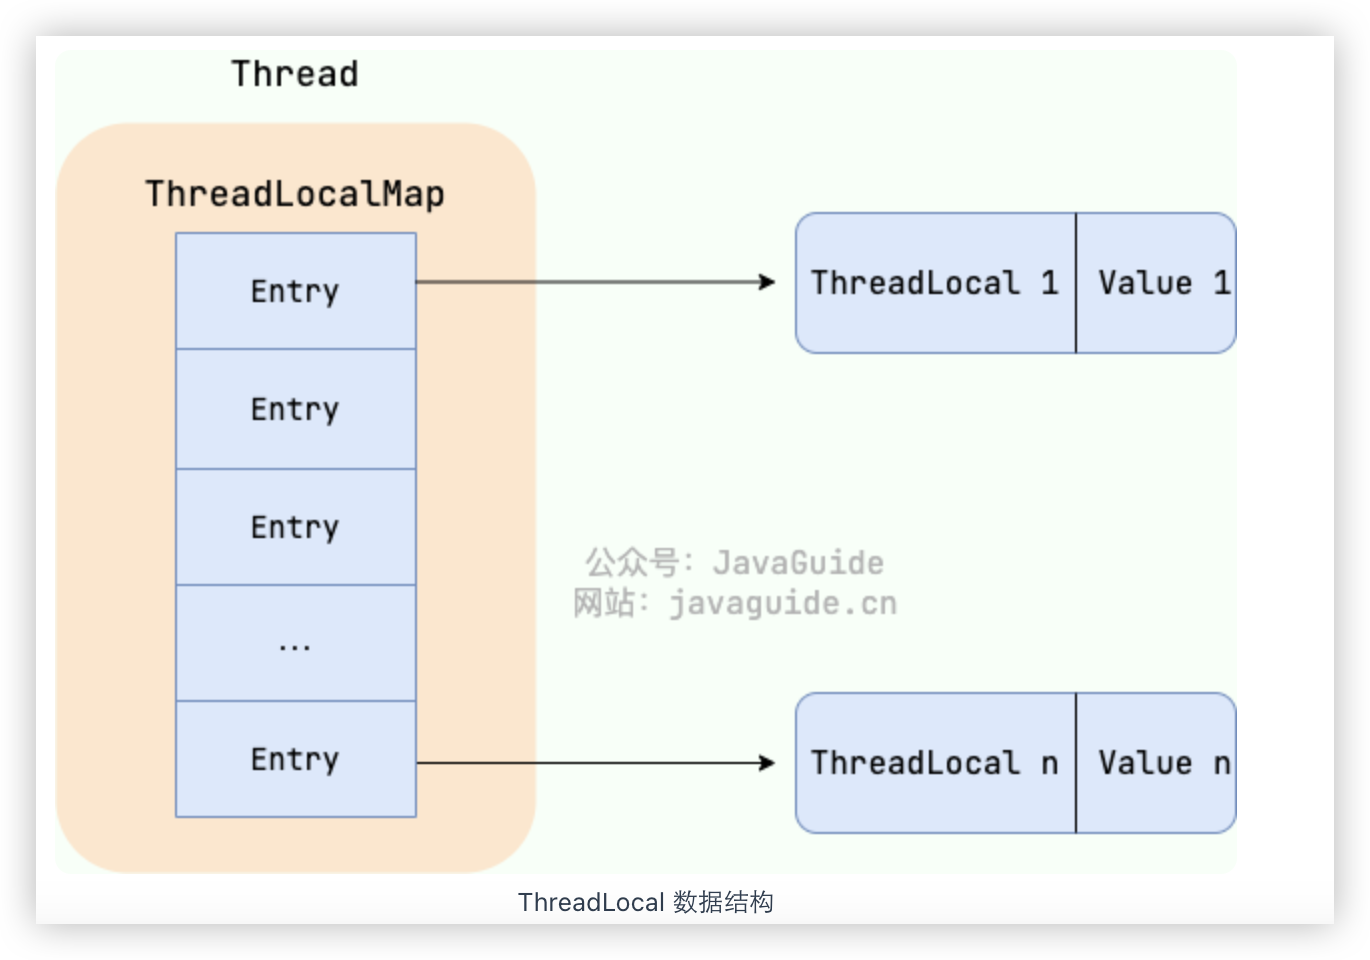 Thread
ThreadLocalMap
Entry
ThreadLocal 1
Value 1
Entry
Entry
公众号：JavaGuide
网站：javaguide.cn
...
Entry
ThreadLocal n
Value n
ThreadLocal 数据结构